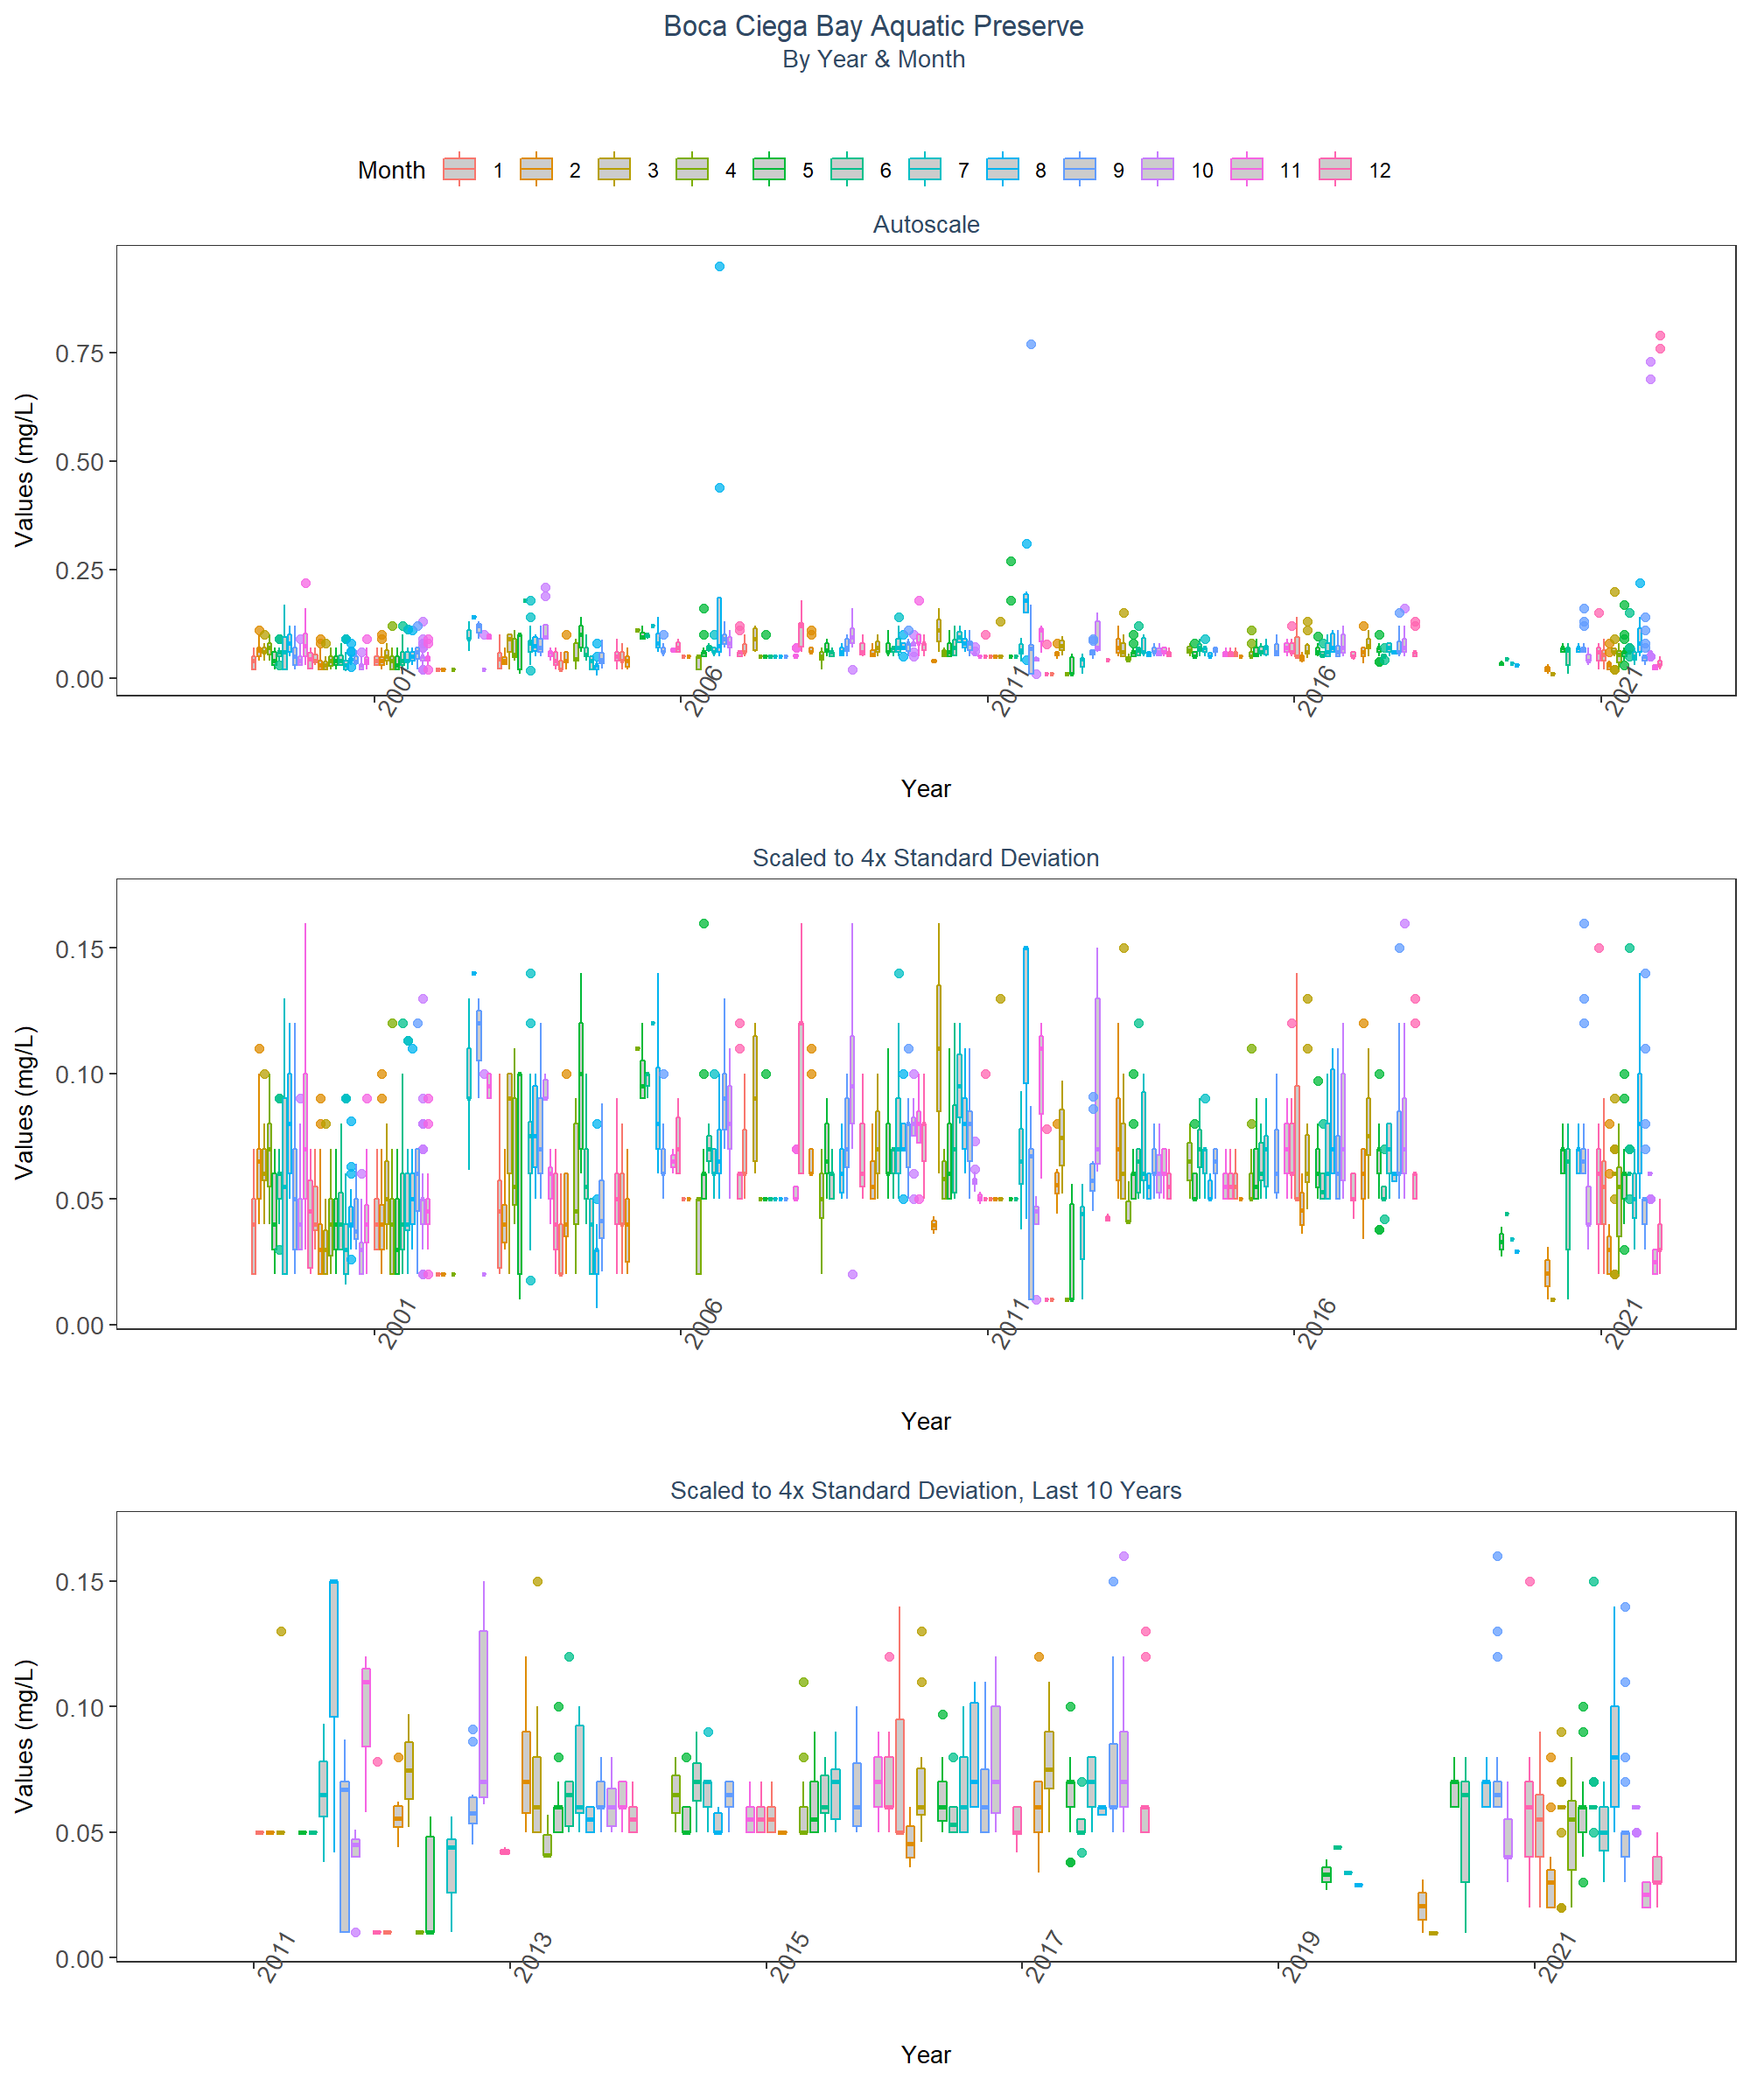 Boca Ciega Bay Aquatic Preserve
By Year & Month
Month 1 2 3 4 5 6 7 8 9 10 11 12
Autoscale
Values (mg/L)
0.75
0.50
0.25
0.00
2001 2006 2011 2016 2021
Year
Scaled to 4x Standard Deviation
Values (mg/L)
0.15
0.10
0.05
0.00
2001 2006 2011 2016 2021
Year
Scaled to 4x Standard Deviation, Last 10 Years
Values (mg/L)
0.15
0.10
0.05
0.00
2011 2013 2015 2017 2019 2021
Year